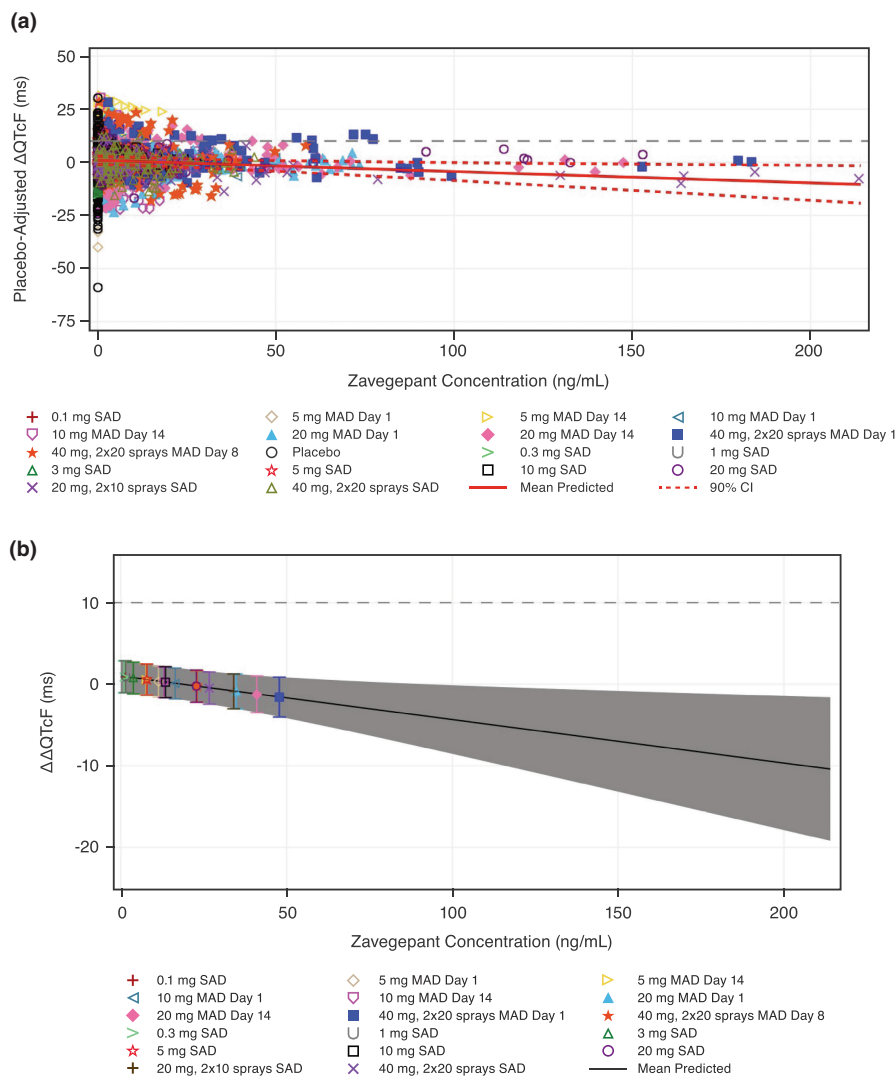 (a)
50
25
0
-25
-50
-75
Placebo-Adjusted ΔQTcF (ms)
0 50 100 150 200
Zavegepant Concentration (ng/mL)
0.1 mg SAD 5 mg MAD Day 1 5 mg MAD Day 14 10 mg MAD Day 1
10 mg MAD Day 14 20 mg MAD Day 1 20 mg MAD Day 14 40 mg, 2x20 sprays MAD Day 1
40 mg, 2x20 sprays MAD Day 8 Placebo 0.3 mg SAD 1 mg SAD
3 mg SAD 5 mg SAD 10 mg SAD 20 mg SAD
20 mg, 2x10 sprays SAD 40 mg, 2x20 sprays SAD Mean Predicted 90% CI
(b)
10
0
-10
-20
ΔΔQTcF (ms)
0 50 100 150 200
Zavegepant Concentration (ng/mL)
0.1 mg SAD 5 mg MAD Day 1 5 mg MAD Day 14
10 mg MAD Day 1 10 mg MAD Day 14 20 mg MAD Day 1
20 mg MAD Day 14 40 mg, 2x20 sprays MAD Day 1 40 mg, 2x20 sprays MAD Day 8
0.3 mg SAD 1 mg SAD 3 mg SAD
5 mg SAD 10 mg SAD 20 mg SAD
20 mg, 2x10 sprays SAD 40 mg, 2x20 sprays SAD Mean Predicted